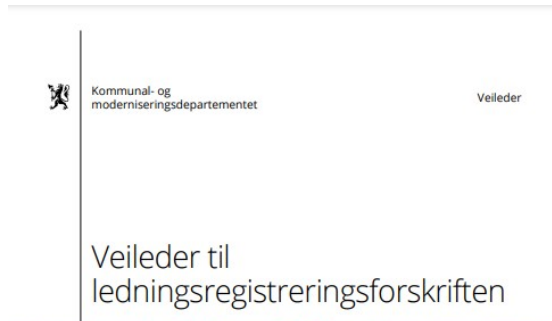 Kommunal- og
moderniseringsdepartementet
Veileder
Veileder til
ledningsregistreringsforskriften